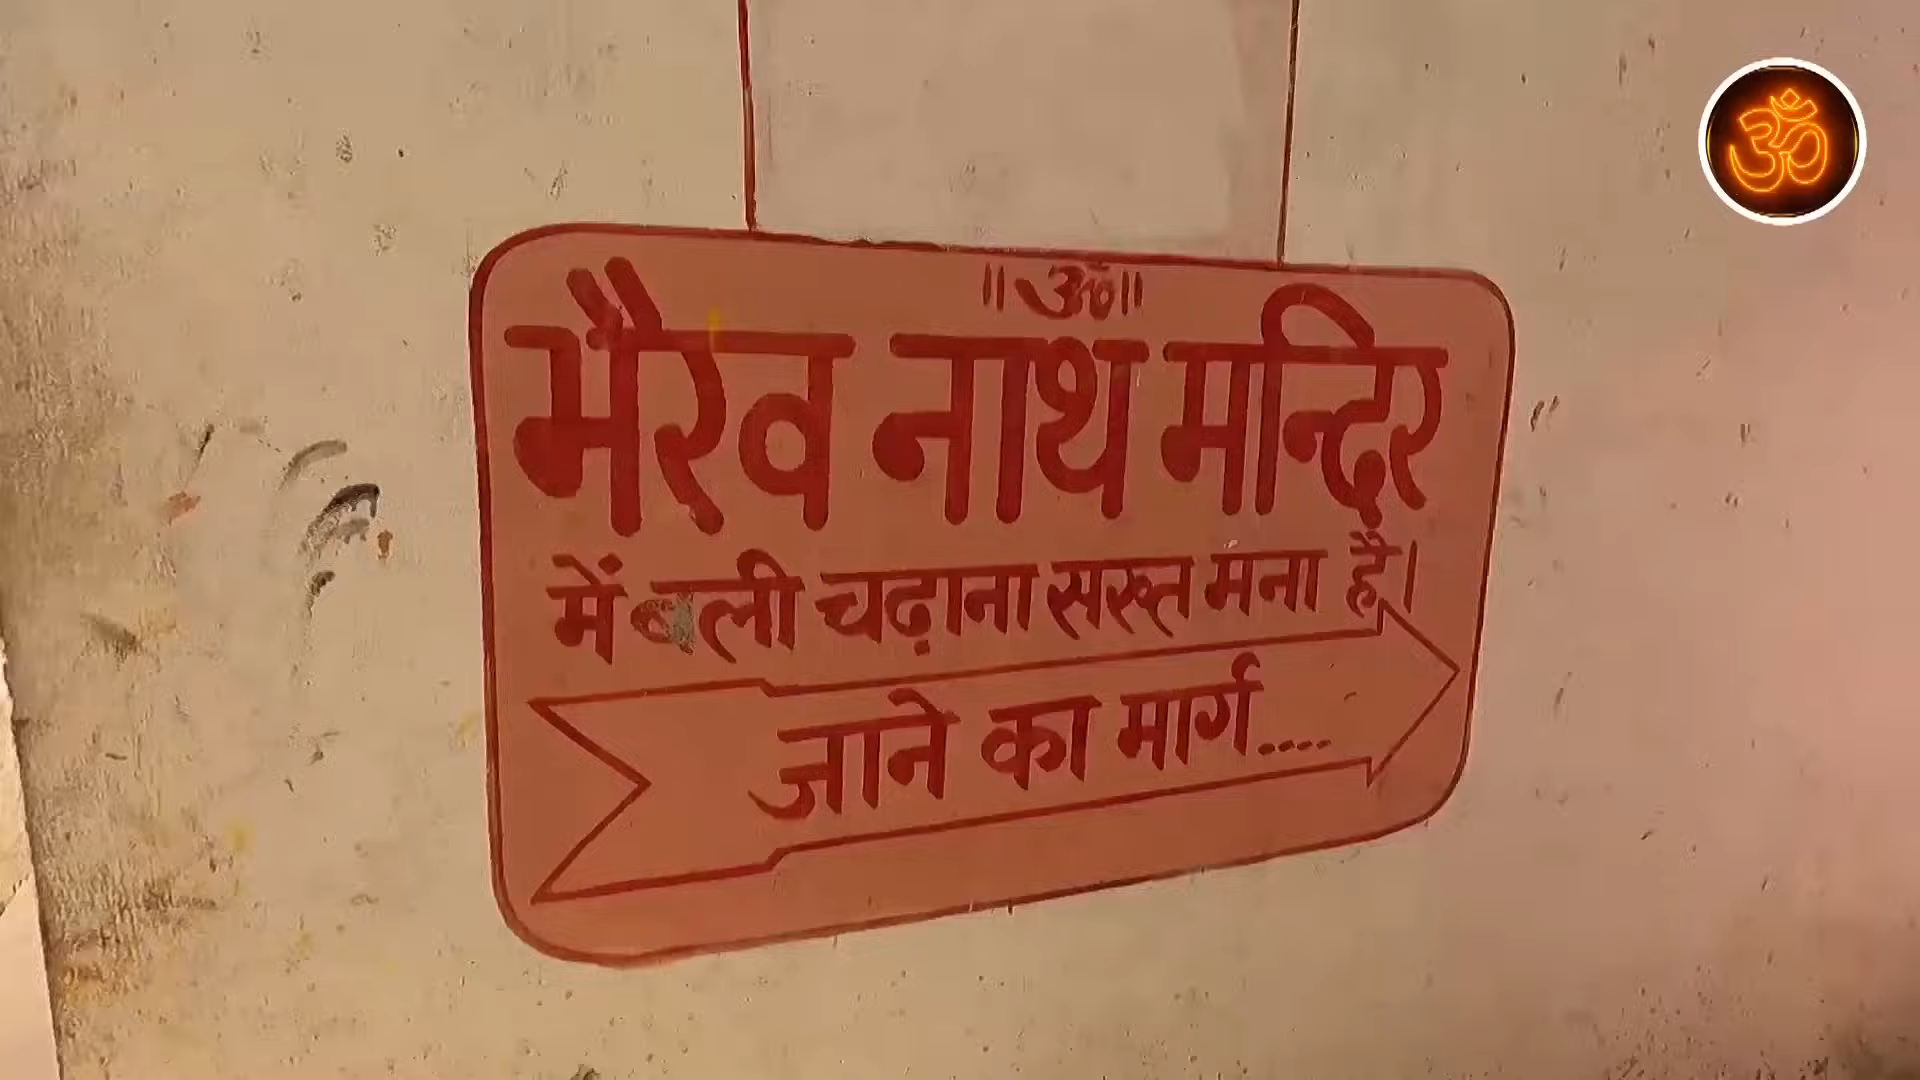 ॥ ॐ ॥
भैरव नाथ मन्दिर
में बली चढ़ाना सख्त मना है।
जाने का मार्ग....
ॐ